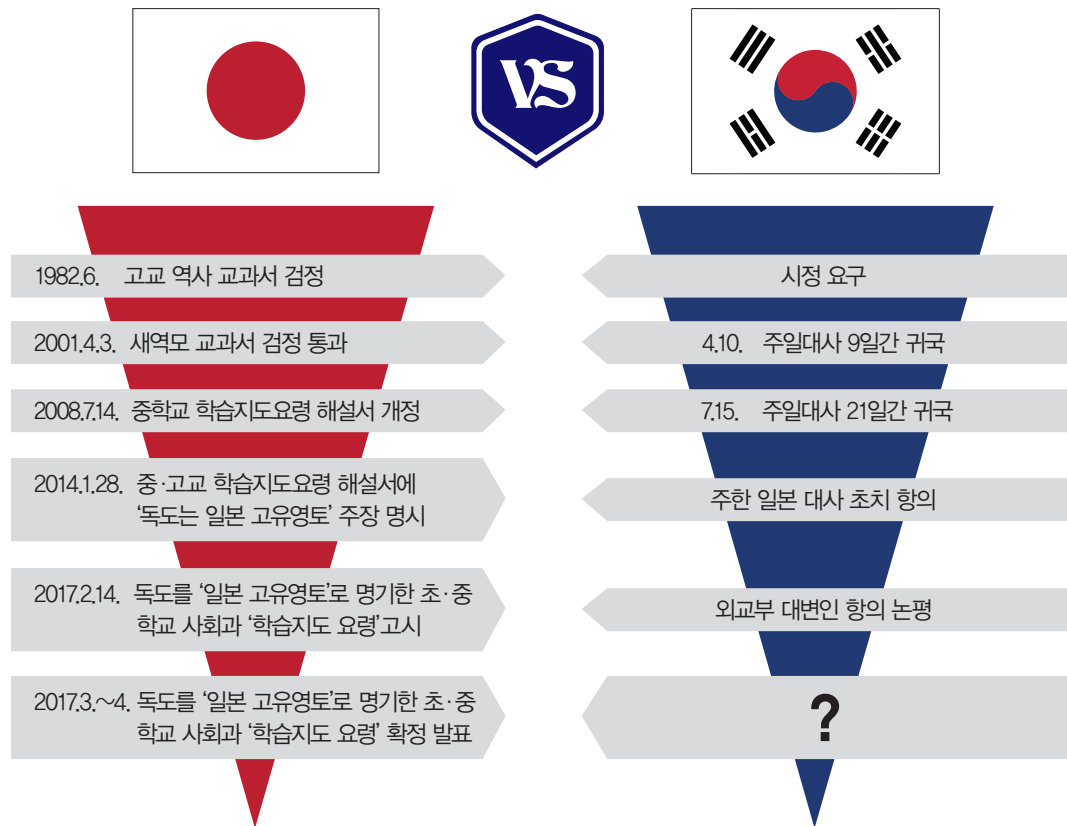 VS
1982.6. 고교 역사 교과서 검정
시정 요구
2001.4.3. 새역모 교과서 검정 통과
4.10. 주일대사 9일간 귀국
2008.7.14. 중학교 학습지도요령 해설서 개정
7.15. 주일대사 21일간 귀국
2014.1.28. 중·고교 학습지도요령 해설서에
‘독도는 일본 고유영토’ 주장 명시
주한 일본 대사 초치 항의
2017.2.14. 독도를 ‘일본 고유영토’로 명기한 초·중
학교 사회과 ‘학습지도 요령’고시
외교부 대변인 항의 논평
2017.3.~4. 독도를 ‘일본 고유영토’로 명기한 초·중
학교 사회과 ‘학습지도 요령’ 확정 발표
?